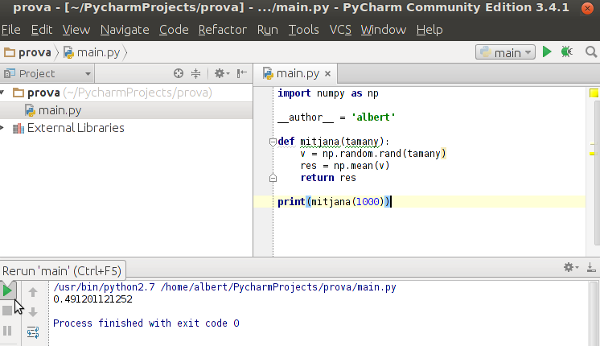 prova - [~/PycharmProjects/prova] - .../main.py - PyCharm Community Edition 3.4.1
File Edit View Navigate Code Refactor Run Tools VCS Window Help
prova main.py main
Project main.py
prova (~/PycharmProjects/prova)
main.py
External Libraries
import numpy as np
__author__ = 'albert'
def mitjana(tamany):
v = np.random.rand(tamany)
res = np.mean(v)
return res
print(mitjana(1000))
Rerun 'main' (Ctrl+F5)
/usr/bin/python2.7 /home/albert/PycharmProjects/prova/main.py
0.491201121252
Process finished with exit code 0